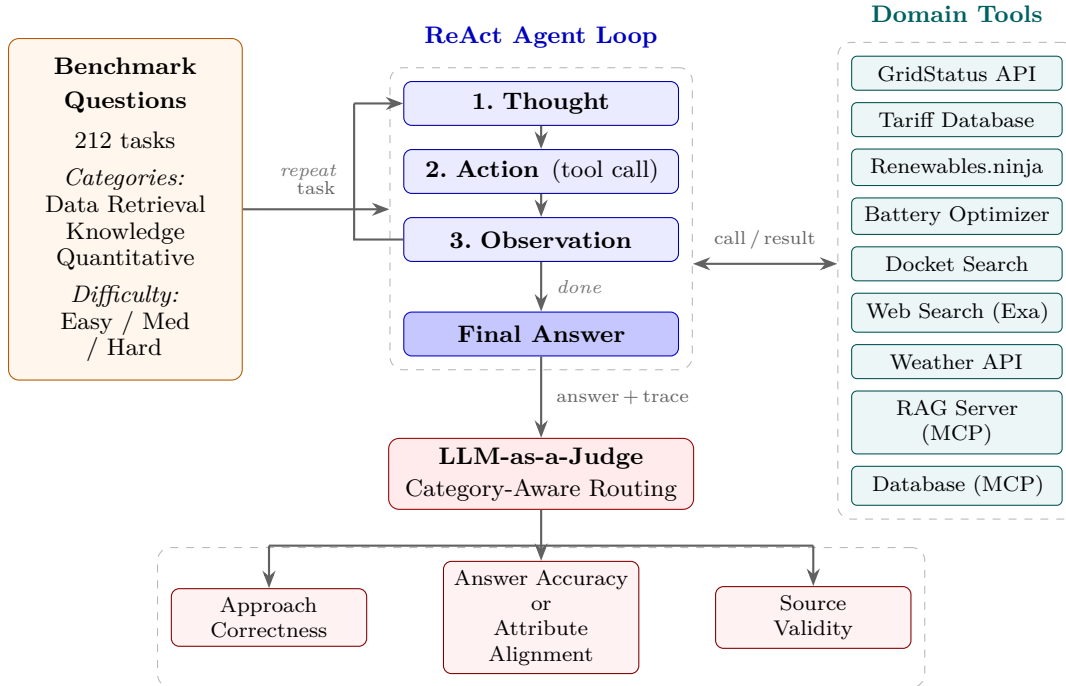 Benchmark
Questions
212 tasks
Categories:
Data Retrieval
Knowledge
Quantitative
Difficulty:
Easy / Med
/ Hard
repeat
task
ReAct Agent Loop
1. Thought
2. Action (tool call)
3. Observation
done
Final Answer
call / result
Domain Tools
GridStatus API
Tariff Database
Renewables.ninja
Battery Optimizer
Docket Search
Web Search (Exa)
Weather API
RAG Server
(MCP)
Database (MCP)
answer + trace
LLM-as-a-Judge
Category-Aware Routing
Approach
Correctness
Answer Accuracy
or
Attribute
Alignment
Source
Validity